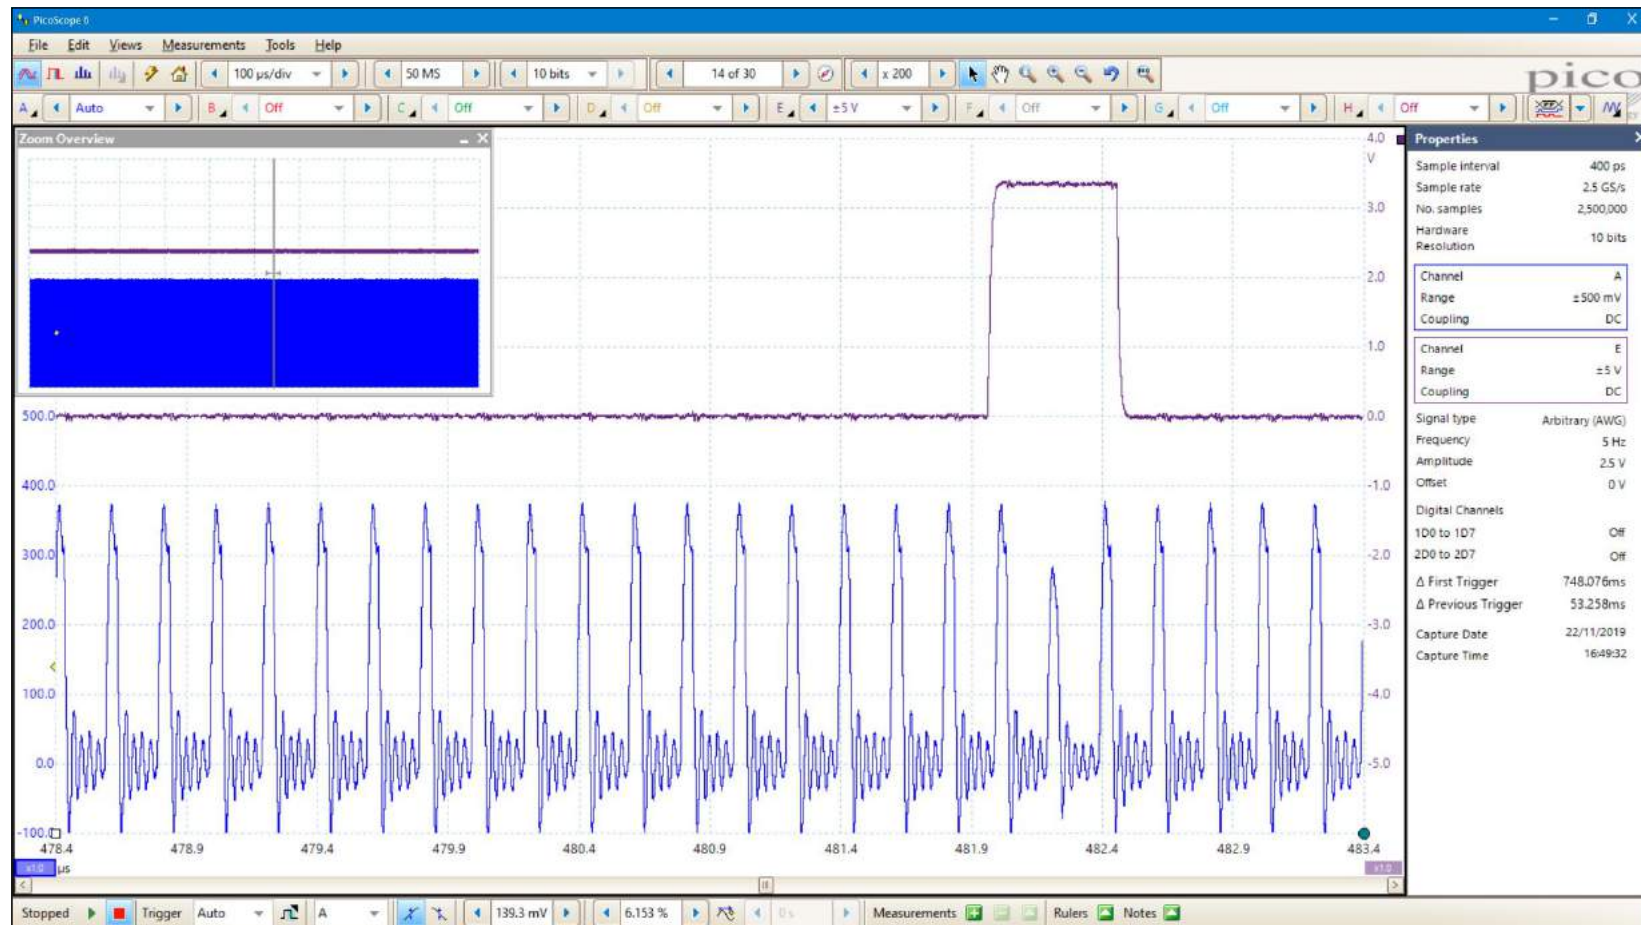 PicoScope 6
File Edit Views Measurements Tools Help
100 µs/div 50 MS 10 bits 14 of 30 x 200
pico
A Auto B Off C Off D Off E ±5 V F Off G Off H Off
Zoom Overview
4.0
V
3.0
2.0
1.0
500.0 0.0
400.0 -1.0
300.0 -2.0
200.0 -3.0
100.0 -4.0
0.0 -5.0
-100.0
478.4 478.9 479.4 479.9 480.4 480.9 481.4 481.9 482.4 482.9 483.4
x1.0 µs x1.0
Properties
Sample interval 400 ps
Sample rate 2.5 GS/s
No. samples 2,500,000
Hardware
Resolution 10 bits
Channel A
Range ±500 mV
Coupling DC
Channel E
Range ±5 V
Coupling DC
Signal type Arbitrary (AWG)
Frequency 5 Hz
Amplitude 2.5 V
Offset 0 V
Digital Channels
1D0 to 1D7 Off
2D0 to 2D7 Off
Δ First Trigger 748.076ms
Δ Previous Trigger 53.258ms
Capture Date 22/11/2019
Capture Time 16:49:32
Stopped Trigger Auto A 139.3 mV 6.153 % 0 s Measurements Rulers Notes